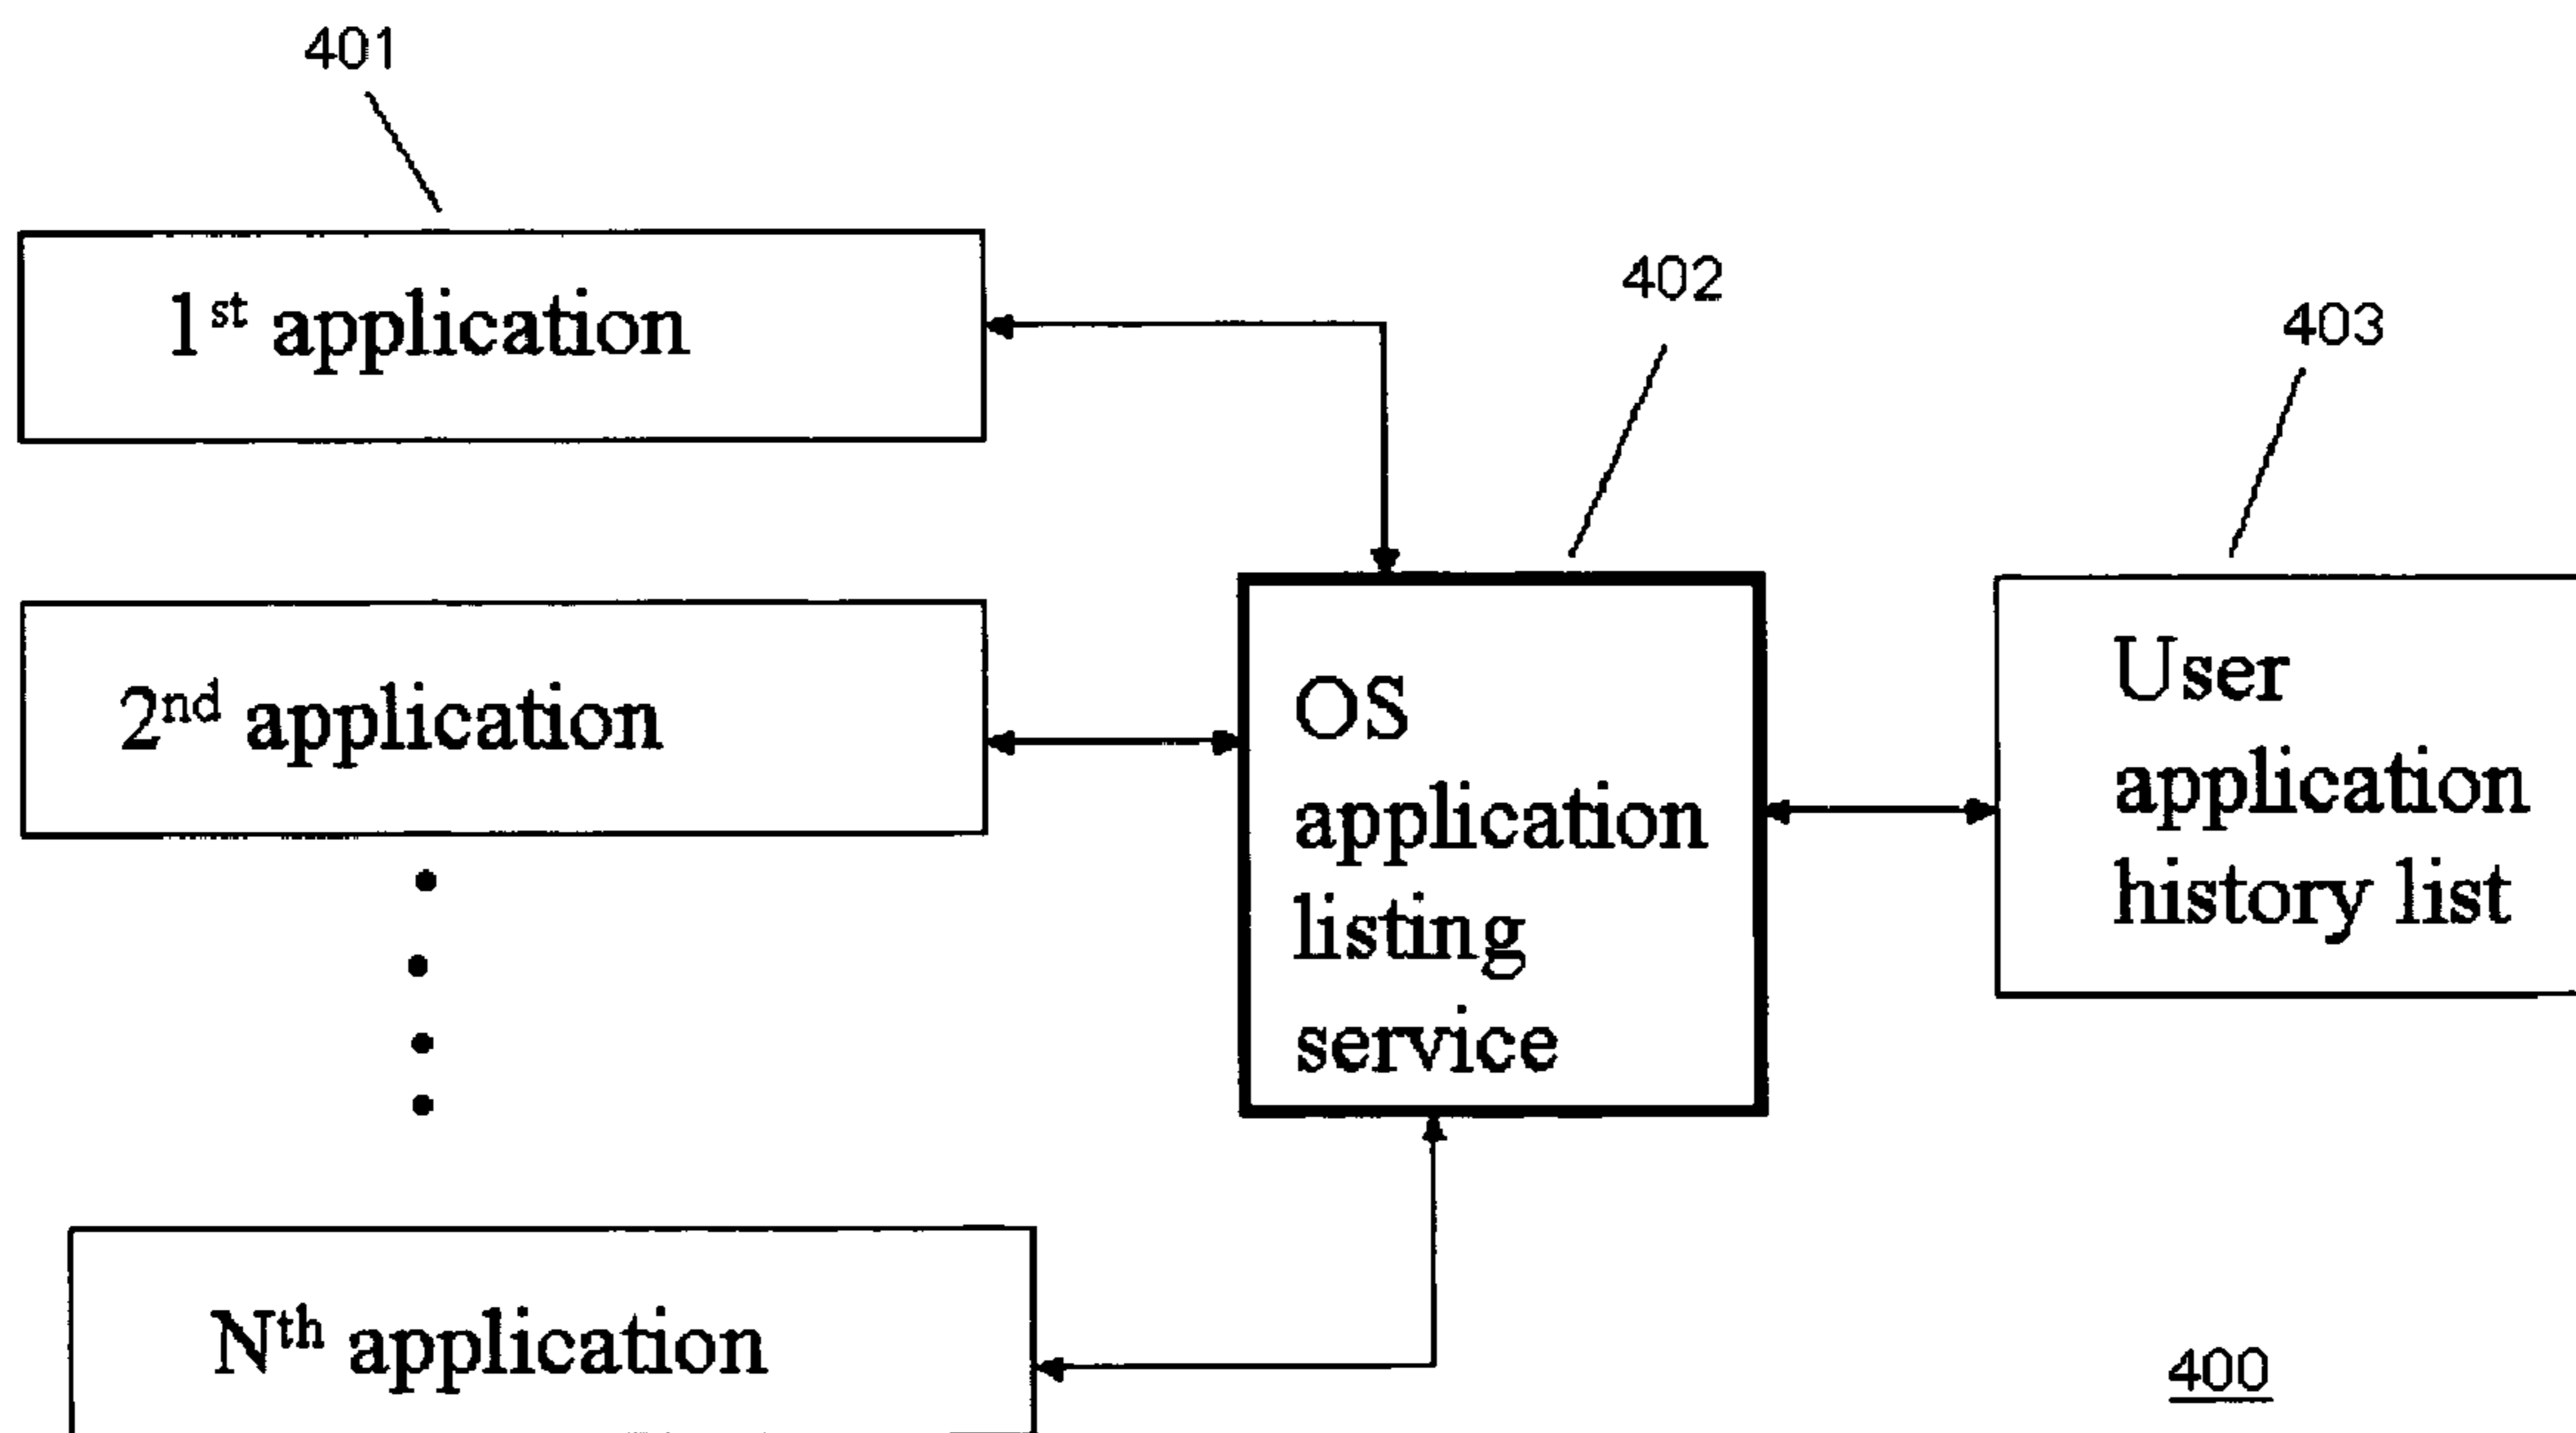 401
1st application
402
403
2nd application
OS
application
listing
service
User
application
history list
Nth application
400